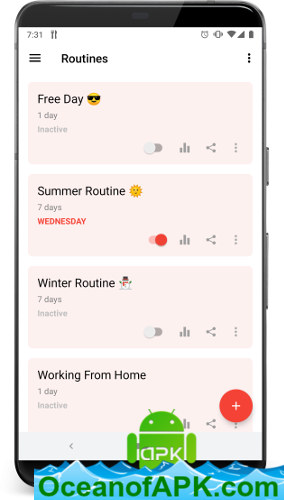 7:31
Routines
Free Day 😎
1 day
Inactive
Summer Routine 🌞
7 days
WEDNESDAY
Winter Routine ⛄
7 days
Inactive
Working From Home
1 day
Inactive
+
iAPK
OceanofAPK.com